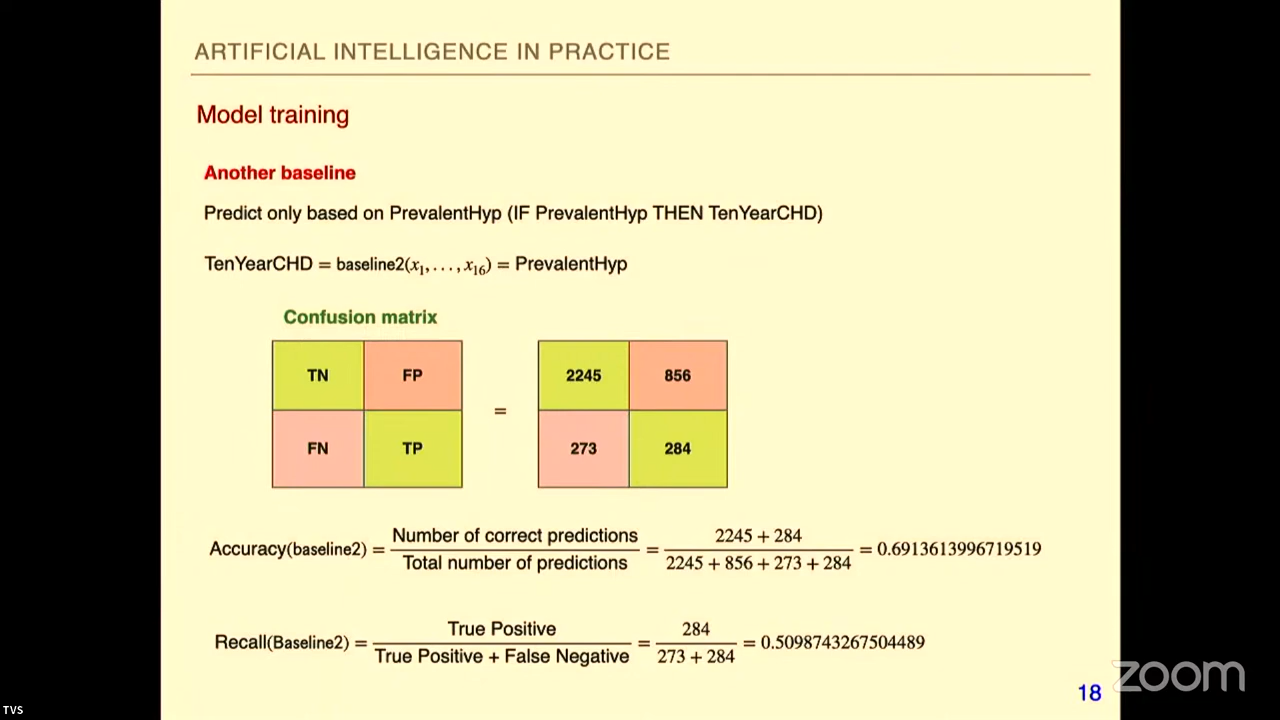 ARTIFICIAL INTELLIGENCE IN PRACTICE
Model training
Another baseline
Predict only based on PrevalentHyp (IF PrevalentHyp THEN TenYearCHD)
TenYearCHD = baseline2(x₁, . . . , x₁₆) = PrevalentHyp
Confusion matrix
TN FP
FN TP
=
2245 856
273 284
Accuracy(baseline2) = Number of correct predictions / Total number of predictions = 2245 + 284 / 2245 + 856 + 273 + 284 = 0.6913613996719519
Recall(Baseline2) = True Positive / True Positive + False Negative = 284 / 273 + 284 = 0.5098743267504489
18
zoom
TVS